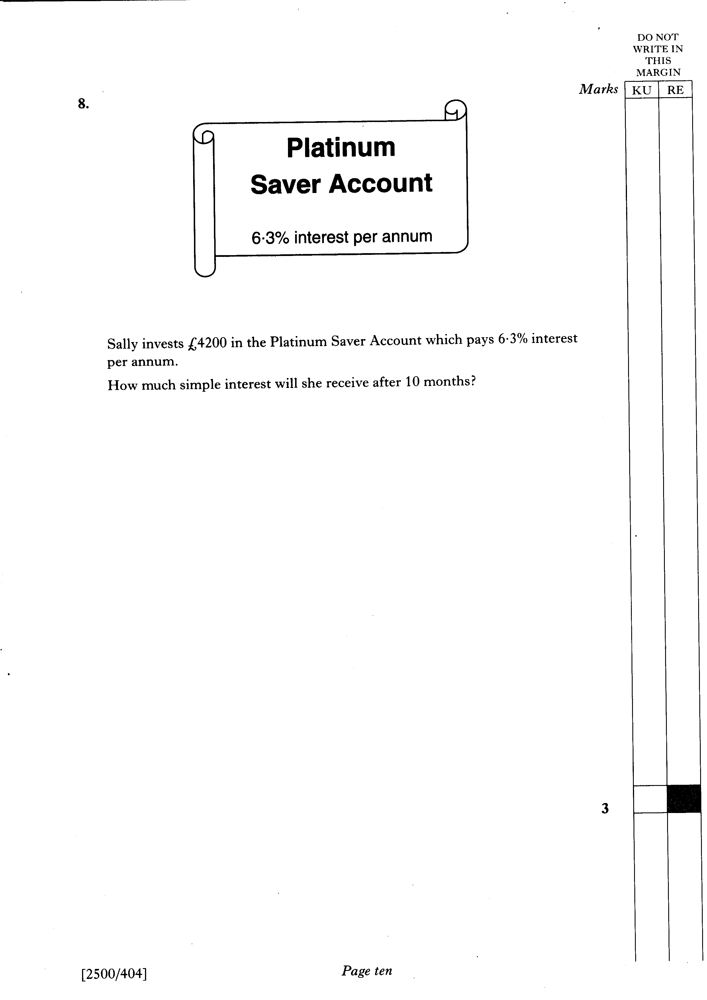 DO NOT
WRITE IN
THIS
MARGIN
Marks KU RE
8.
Platinum
Saver Account
6·3% interest per annum
Sally invests £4200 in the Platinum Saver Account which pays 6·3% interest
per annum.
How much simple interest will she receive after 10 months?
3
[2500/404] Page ten